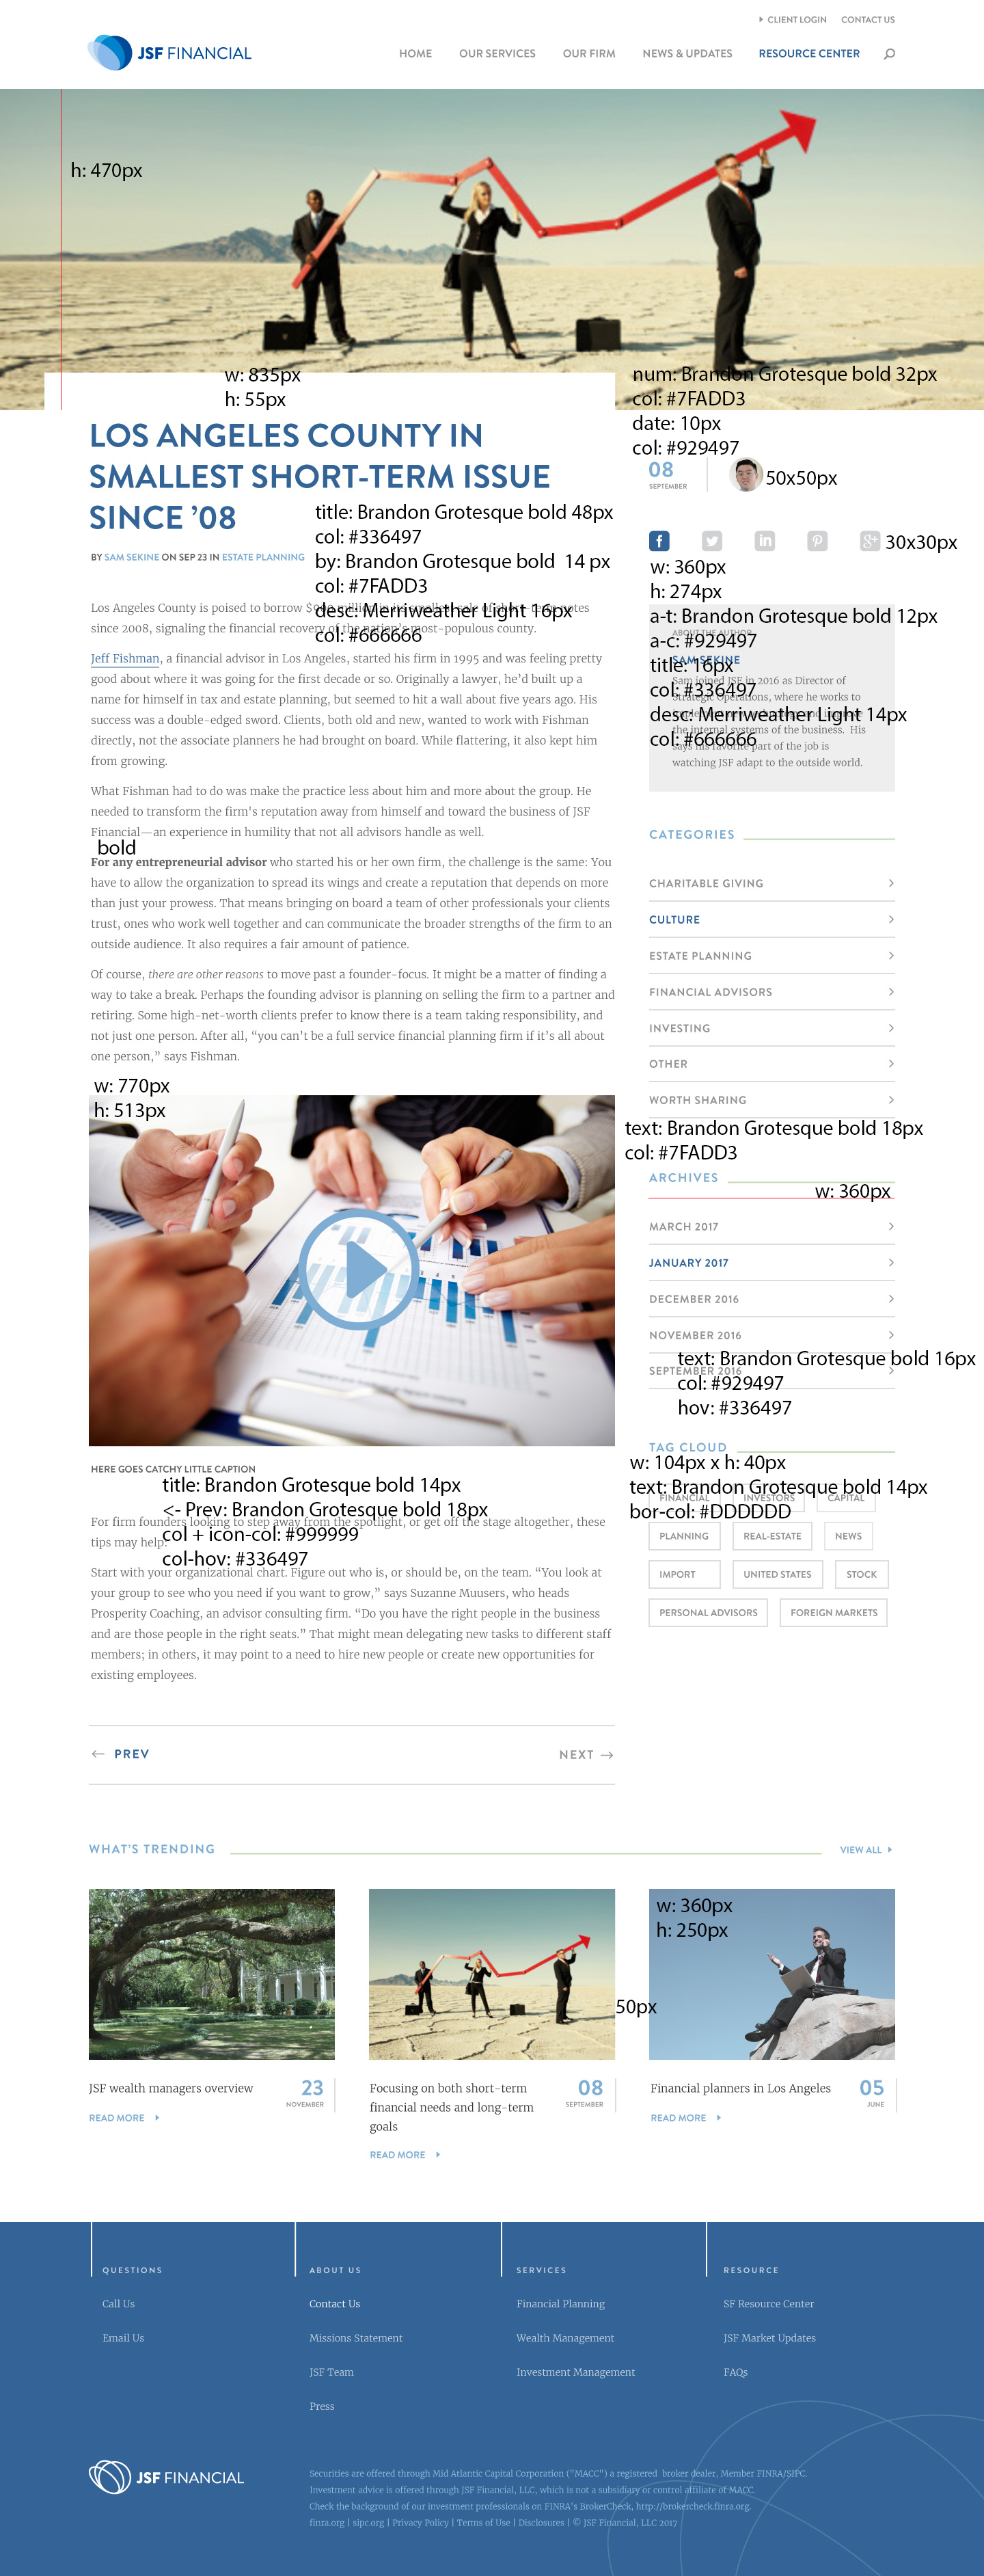 CLIENT LOGIN CONTACT US
JSF FINANCIAL
HOME OUR SERVICES OUR FIRM NEWS & UPDATES RESOURCE CENTER
h: 470px
w: 835px
h: 55px
LOS ANGELES COUNTY IN
SMALLEST SHORT-TERM ISSUE
SINCE ’08
title: Brandon Grotesque bold 48px
col: #336497
by: Brandon Grotesque bold 14 px
col: #7FADD3
desc: Merriweather Light 16px
col: #666666
BY SAM SEKINE ON SEP 23 IN ESTATE PLANNING
Los Angeles County is poised to borrow $900 million in its smallest sale of short-term notes
since 2008, signaling the financial recovery of the nation’s most-populous county.
Jeff Fishman, a financial advisor in Los Angeles, started his firm in 1995 and was feeling pretty
good about where it was going for the first decade or so. Originally a lawyer, he’d built up a
name for himself in tax and estate planning, but seemed to hit a wall about five years ago. His
success was a double-edged sword. Clients, both old and new, wanted to work with Fishman
directly, not the associate planners he had brought on board. While flattering, it also kept him
from growing.
What Fishman had to do was make the practice less about him and more about the group. He
needed to transform the firm’s reputation away from himself and toward the business of JSF
Financial—an experience in humility that not all advisors handle as well.
bold
For any entrepreneurial advisor who started his or her own firm, the challenge is the same: You
have to allow the organization to spread its wings and create a reputation that depends on more
than just your prowess. That means bringing on board a team of other professionals your clients
trust, ones who work well together and can communicate the broader strengths of the firm to an
outside audience. It also requires a fair amount of patience.
Of course, there are other reasons to move past a founder-focus. It might be a matter of finding a
way to take a break. Perhaps the founding advisor is planning on selling the firm to a partner and
retiring. Some high-net-worth clients prefer to know there is a team taking responsibility, and
not just one person. After all, “you can’t be a full service financial planning firm if it’s all about
one person,” says Fishman.
w: 770px
h: 513px
HERE GOES CATCHY LITTLE CAPTION
title: Brandon Grotesque bold 14px
<- Prev: Brandon Grotesque bold 18px
col + icon-col: #999999
col-hov: #336497
For firm founders looking to step away from the spotlight, or get off the stage altogether, these
tips may help.
Start with your organizational chart. Figure out who is, or should be, on the team. “You look at
your group to see who you need if you want to grow,” says Suzanne Muusers, who heads
Prosperity Coaching, an advisor consulting firm. “Do you have the right people in the business
and are those people in the right seats.” That might mean delegating new tasks to different staff
members; in others, it may point to a need to hire new people or create new opportunities for
existing employees.
PREV NEXT
num: Brandon Grotesque bold 32px
col: #7FADD3
date: 10px
col: #929497
08
SEPTEMBER
50x50px
30x30px
w: 360px
h: 274px
a-t: Brandon Grotesque bold 12px
a-c: #929497
title: 16px
col: #336497
desc: Merriweather Light 14px
col: #666666
ABOUT THE AUTHOR
SAM SEKINE
Sam joined JSF in 2016 as Director of
Strategic Operations, where he works to
the internal systems of the business. His
says his favorite part of the job is
watching JSF adapt to the outside world.
CATEGORIES
CHARITABLE GIVING
CULTURE
ESTATE PLANNING
FINANCIAL ADVISORS
INVESTING
OTHER
WORTH SHARING
text: Brandon Grotesque bold 18px
col: #7FADD3
ARCHIVES
w: 360px
MARCH 2017
JANUARY 2017
DECEMBER 2016
NOVEMBER 2016
SEPTEMBER 2016
text: Brandon Grotesque bold 16px
col: #929497
hov: #336497
TAG CLOUD
w: 104px x h: 40px
text: Brandon Grotesque bold 14px
bor-col: #DDDDDD
FINANCIAL INVESTORS CAPITAL
PLANNING REAL-ESTATE NEWS
IMPORT UNITED STATES STOCK
PERSONAL ADVISORS FOREIGN MARKETS
WHAT’S TRENDING VIEW ALL
w: 360px
h: 250px
50px
JSF wealth managers overview
23
NOVEMBER
READ MORE
Focusing on both short-term
financial needs and long-term
goals
08
SEPTEMBER
READ MORE
Financial planners in Los Angeles
05
JUNE
READ MORE
QUESTIONS
Call Us
Email Us
ABOUT US
Contact Us
Missions Statement
JSF Team
Press
SERVICES
Financial Planning
Wealth Management
Investment Management
RESOURCE
SF Resource Center
JSF Market Updates
FAQs
JSF FINANCIAL
Securities are offered through Mid Atlantic Capital Corporation ("MACC") a registered broker dealer, Member FINRA/SIPC.
Investment advice is offered through JSF Financial, LLC, which is not a subsidiary or control affiliate of MACC.
Check the background of our investment professionals on FINRA's BrokerCheck, http://brokercheck.finra.org.
finra.org | sipc.org | Privacy Policy | Terms of Use | Disclosures | © JSF Financial, LLC 2017